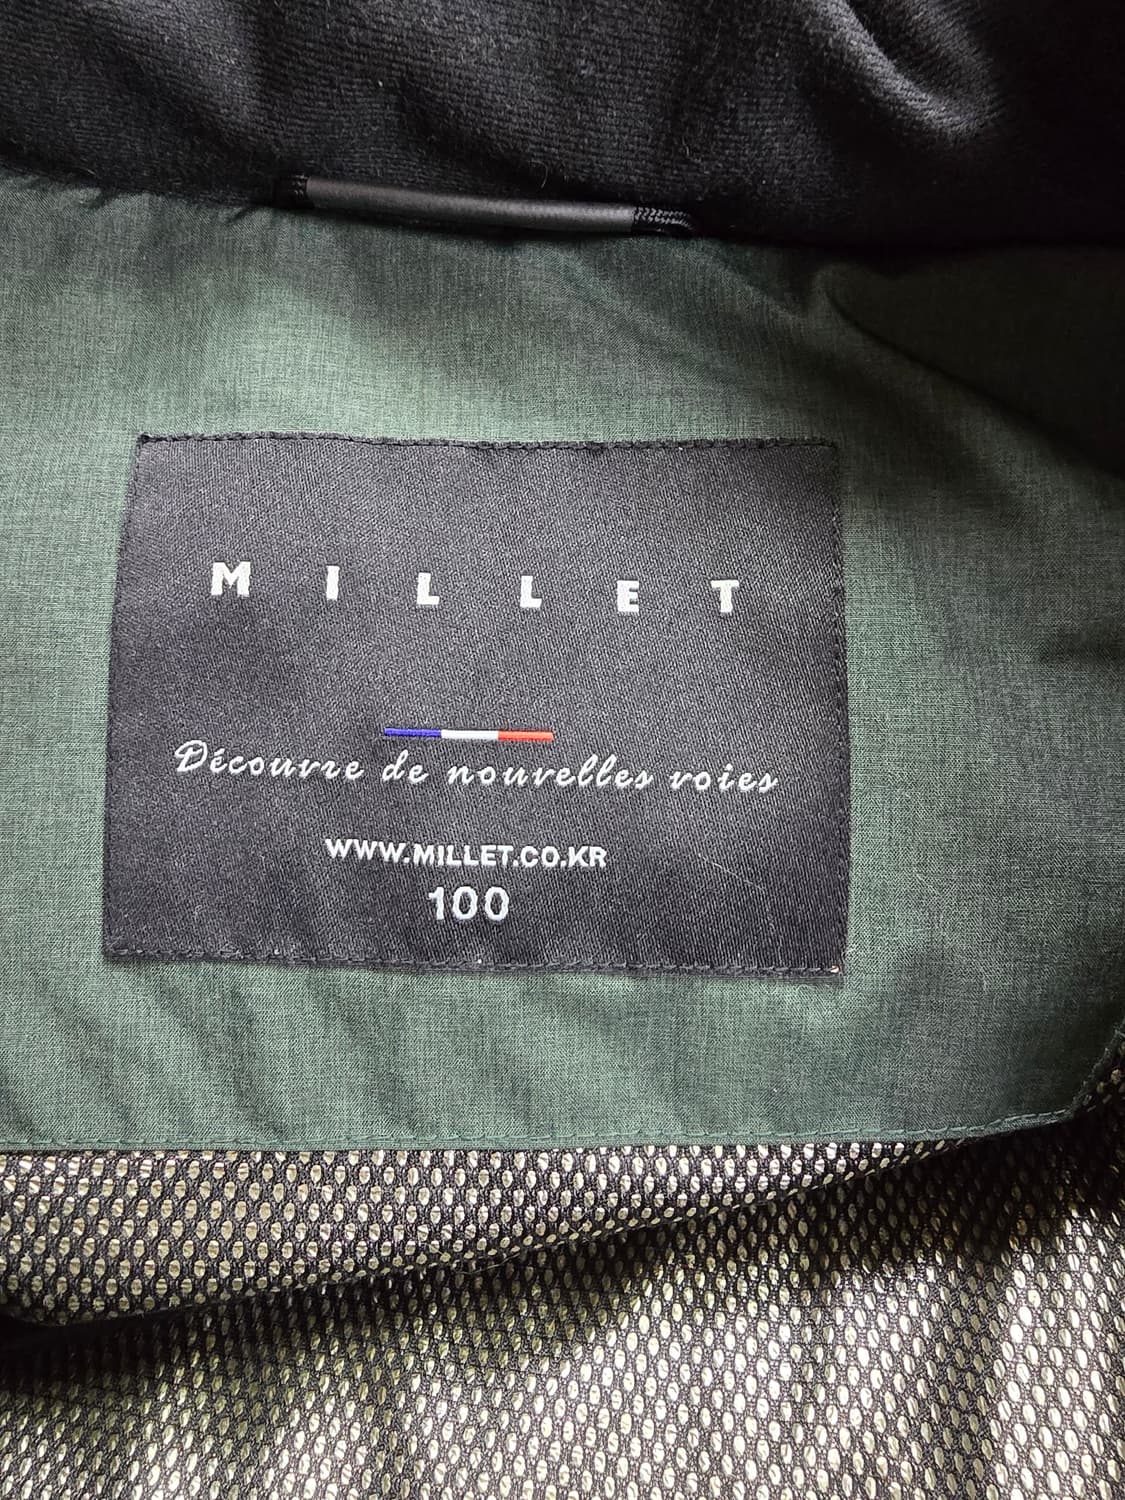 MILLET
Découvre de nouvelles voies
WWW.MILLET.CO.KR
100